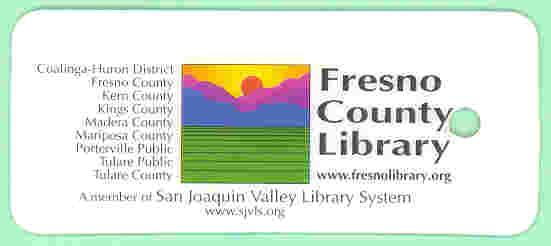 Coalinga-Huron District
Fresno County
Kern County
Kings County
Madera County
Mariposa County
Porterville Public
Tulare Public
Tulare County
Fresno
County
Library
www.fresnolibrary.org
A member of San Joaquin Valley Library System
www.sjvls.org